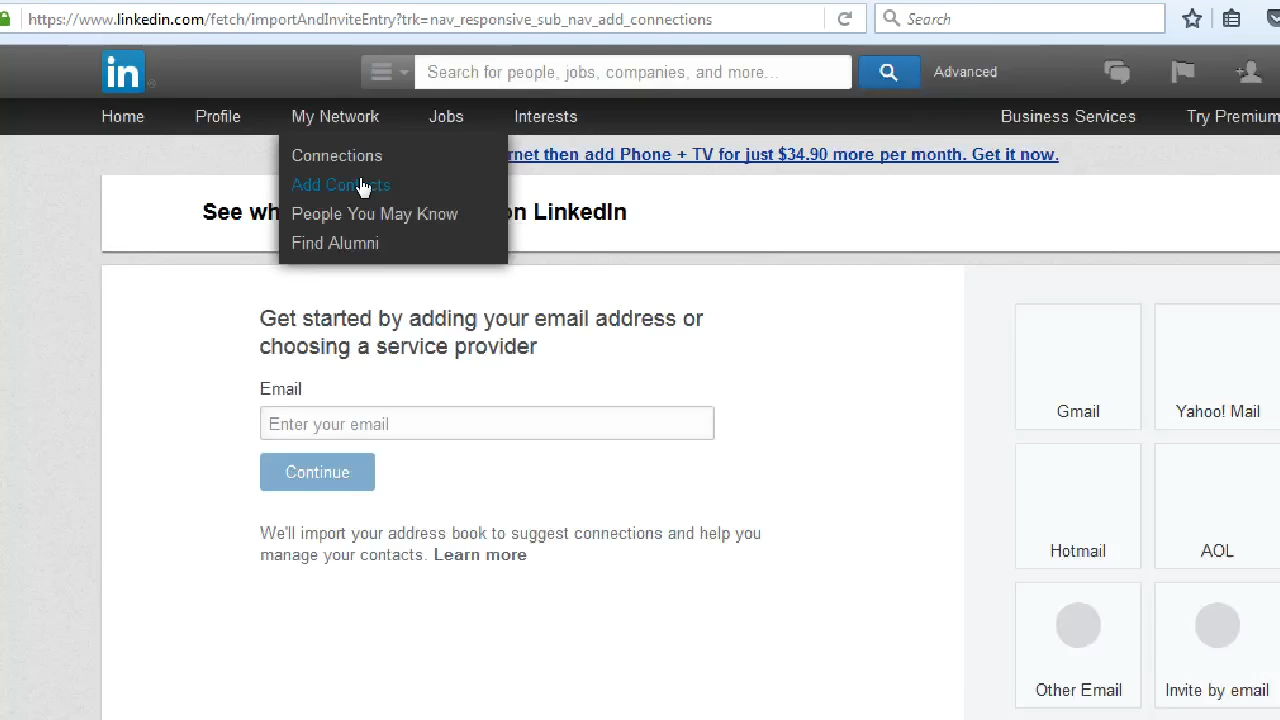 https://www.linkedin.com/fetch/importAndInviteEntry?trk=nav_responsive_sub_nav_add_connections
Search
in
Search for people, jobs, companies, and more...
Advanced
Home Profile My Network Jobs Interests Business Services Try Premium
Connections
Add Contacts
People You May Know
Find Alumni
then add Phone + TV for just $34.90 more per month. Get it now.
See on LinkedIn
Get started by adding your email address or
choosing a service provider
Email
Enter your email
Continue
We'll import your address book to suggest connections and help you
manage your contacts. Learn more
Gmail Yahoo! Mail
Hotmail AOL
Other Email Invite by email